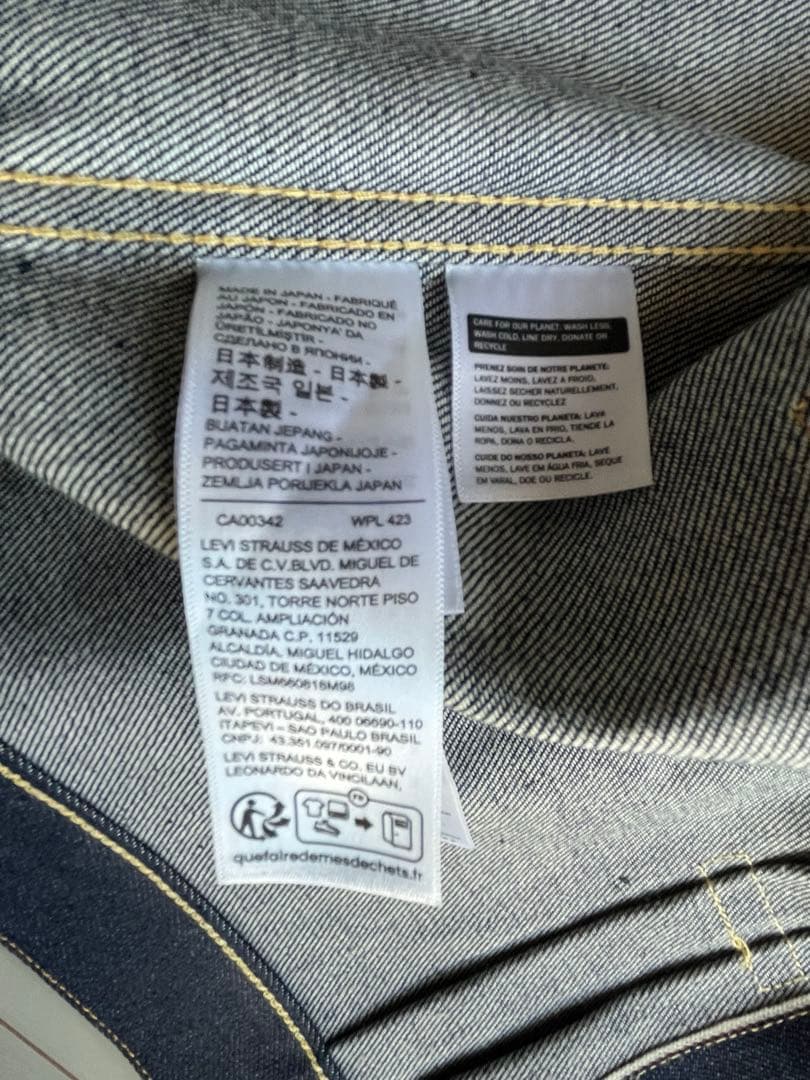 MADE IN JAPAN - FABRIQUÉ
AU JAPON - FABRICADO EN
JAPÓN - FABRICADO NO
JAPÃO - JAPONYA' DA
ÜRETİLMİŞTİR -
СДЕЛАНО В ЯПОНИИ -
日本制造 - 日本製 -
제조국 일본 -
日本製 -
BUATAN JEPANG -
PAGAMINTA JAPONIJOJE -
PRODUSERT I JAPAN -
ZEMLJA PORIJEKLA JAPAN
CA00342 WPL 423
LEVI STRAUSS DE MÉXICO
S.A. DE C.V.BLVD. MIGUEL DE
CERVANTES SAAVEDRA
NO. 301, TORRE NORTE PISO
7 COL. AMPLIACIÓN
GRANADA C.P. 11529
ALCALDÍA, MIGUEL HIDALGO
CIUDAD DE MÉXICO, MÉXICO
RFC: LSM660816M98
LEVI STRAUSS DO BRASIL
AV. PORTUGAL, 400 06690-110
ITAPEVI – SAO PAULO BRASIL
CNPJ: 43.351.097/0001-90
LEVI STRAUSS & CO. EU BV
LEONARDO DA VINCILAAN,
FR
quefairedemesdechets.fr
CARE FOR OUR PLANET: WASH LESS,
WASH COLD, LINE DRY, DONATE OR
RECYCLE
PRENEZ SOIN DE NOTRE PLANÈTE:
LAVEZ MOINS, LAVEZ A FROID,
LAISSEZ SÉCHER NATURELLEMENT,
DONNEZ OU RECYCLEZ
CUIDA NUESTRO PLANETA: LAVA
MENOS, LAVA EN FRIO, TIENDE LA
ROPA, DONA O RECICLA.
CUIDE DO NOSSO PLANETA: LAVE
MENOS, LAVE EM ÁGUA FRIA, SEQUE
EM VARAL, DOE OU RECICLE.